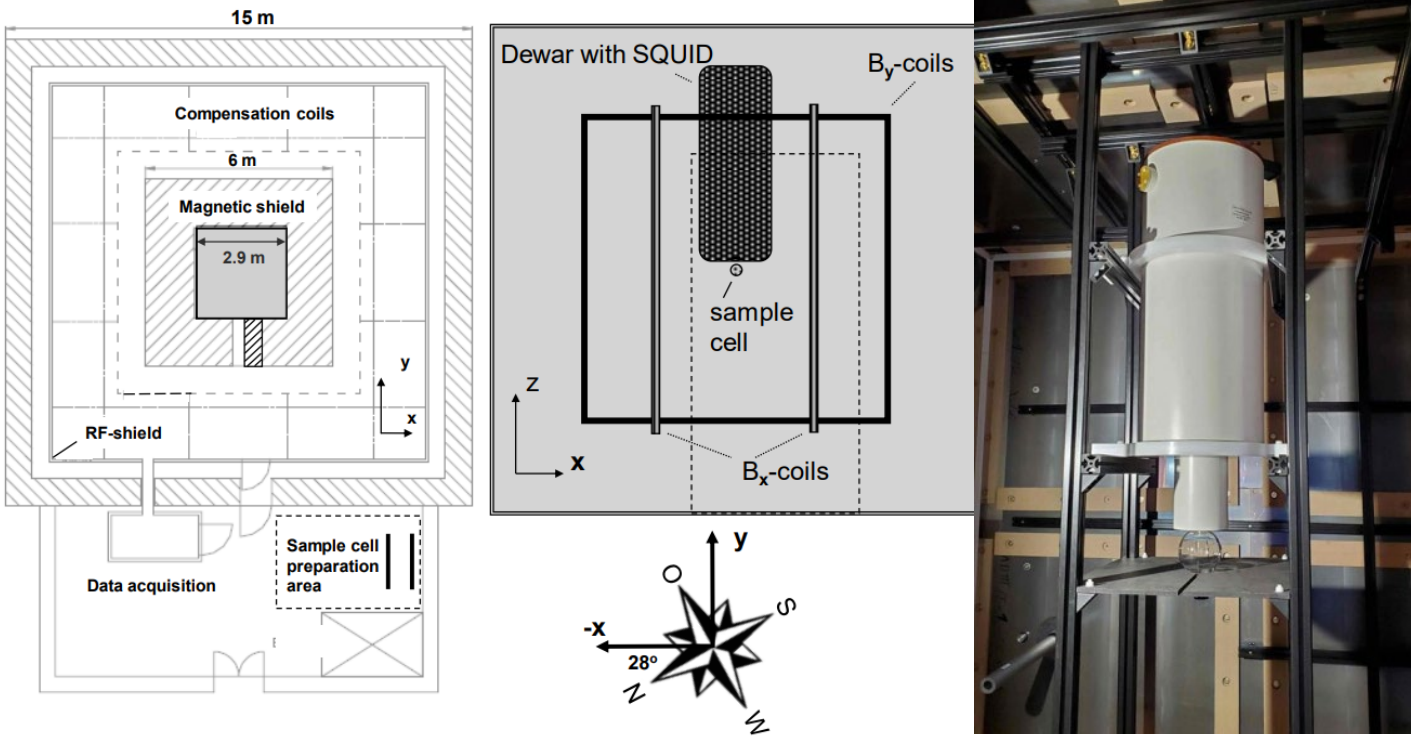 15 m
Compensation coils
6 m
Magnetic shield
2.9 m
y
x
RF-shield
Data acquisition
Sample cell
preparation
area
Dewar with SQUID
By-coils
sample
cell
z
x
Bx-coils
y
-x
28º
O
S
N
W